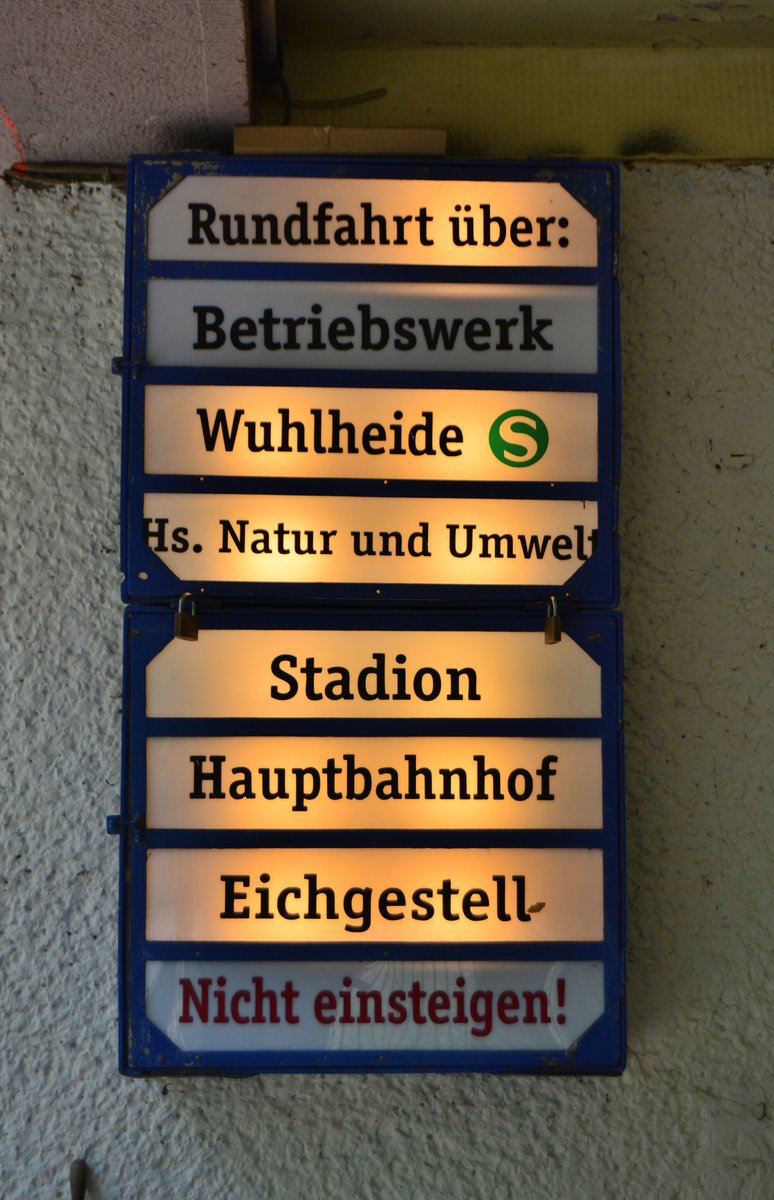 Rundfahrt über:
Betriebswerk
Wuhlheide S
Hs. Natur und Umwelt
Stadion
Hauptbahnhof
Eichgestell
Nicht einsteigen!